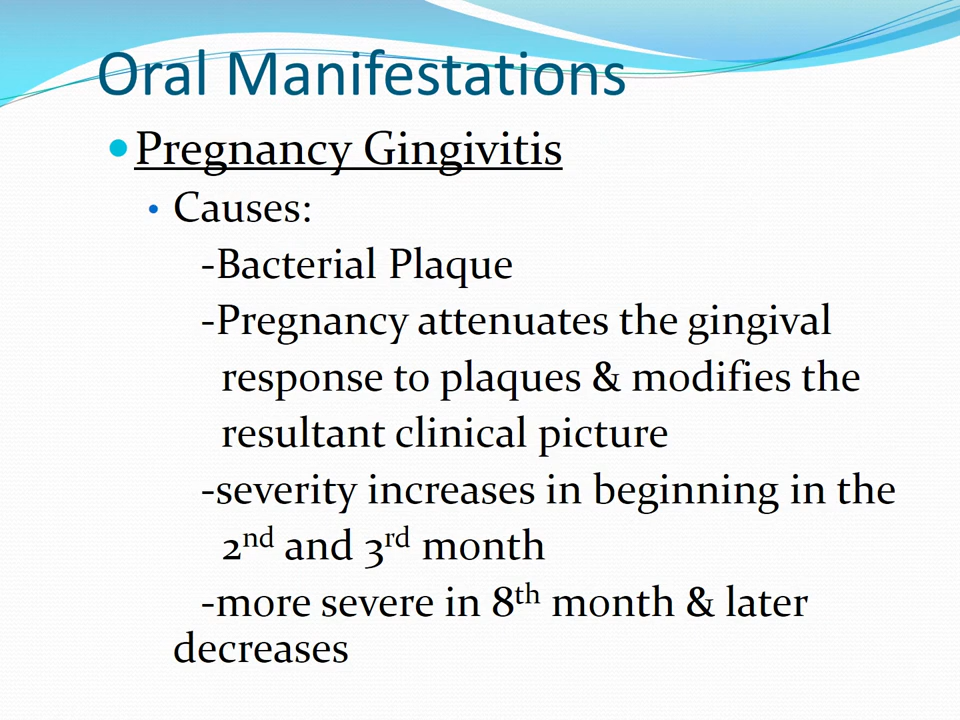 Oral Manifestations
•Pregnancy Gingivitis
• Causes:
-Bacterial Plaque
-Pregnancy attenuates the gingival
response to plaques & modifies the
resultant clinical picture
-severity increases in beginning in the
2nd and 3rd month
-more severe in 8th month & later
decreases